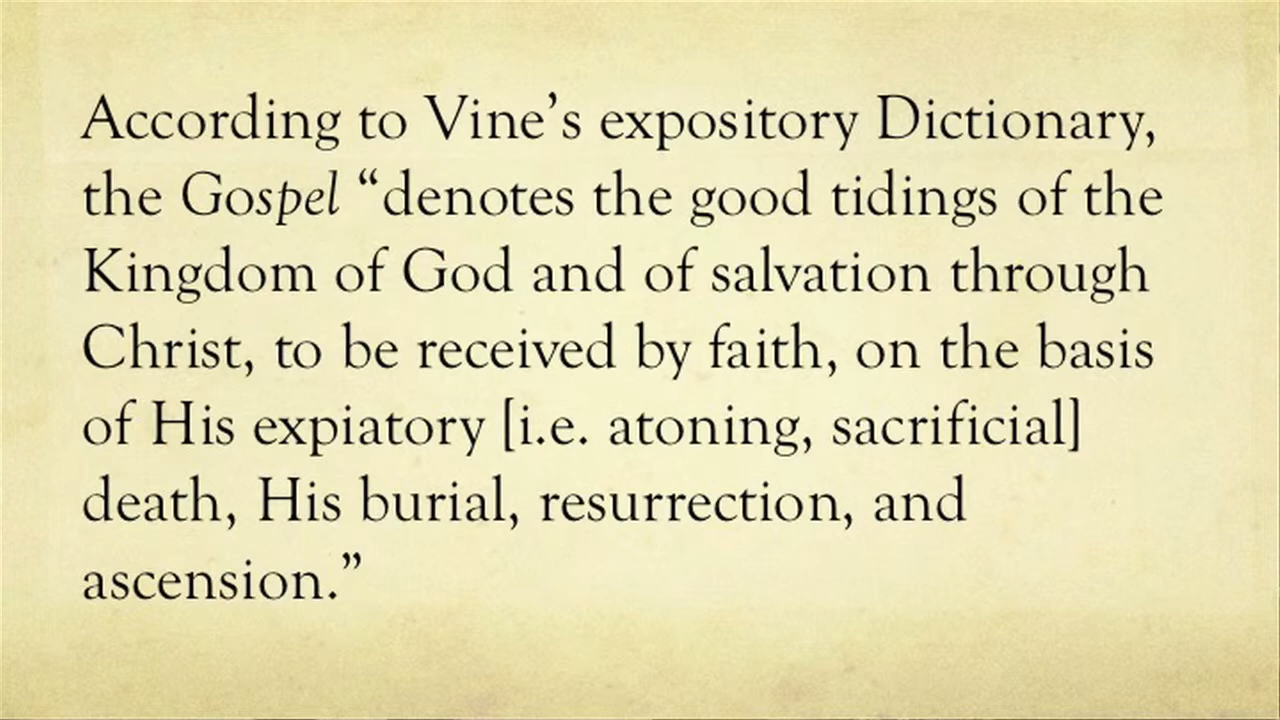 According to Vine’s expository Dictionary,
the Gospel “denotes the good tidings of the
Kingdom of God and of salvation through
Christ, to be received by faith, on the basis
of His expiatory [i.e. atoning, sacrificial]
death, His burial, resurrection, and
ascension.”